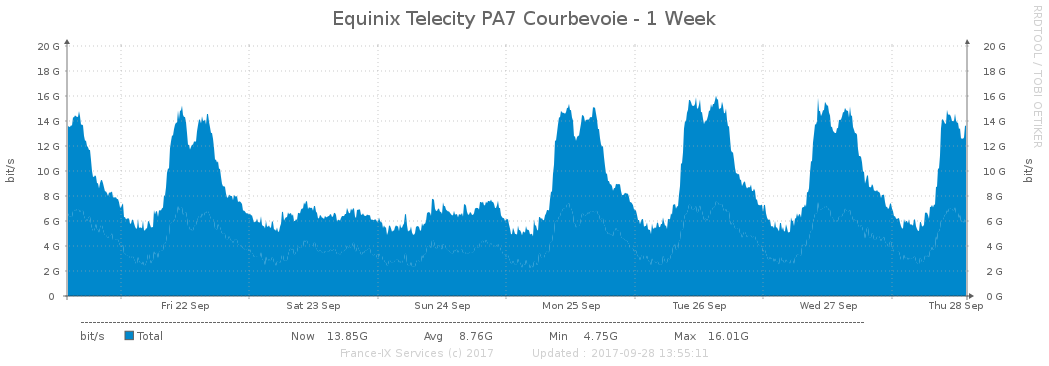 Equinix Telecity PA7 Courbevoie - 1 Week
RRDTOOL / TOBI OETIKER
20 G 20 G
18 G 18 G
16 G 16 G
14 G 14 G
12 G 12 G
10 G 10 G
8 G 8 G
6 G 6 G
4 G 4 G
2 G 2 G
0 0 G
bit/s bit/s
Fri 22 Sep Sat 23 Sep Sun 24 Sep Mon 25 Sep Tue 26 Sep Wed 27 Sep Thu 28 Sep
bit/s Total Now 13.85G Avg 8.76G Min 4.75G Max 16.01G
France-IX Services (c) 2017 Updated : 2017-09-28 13:55:11